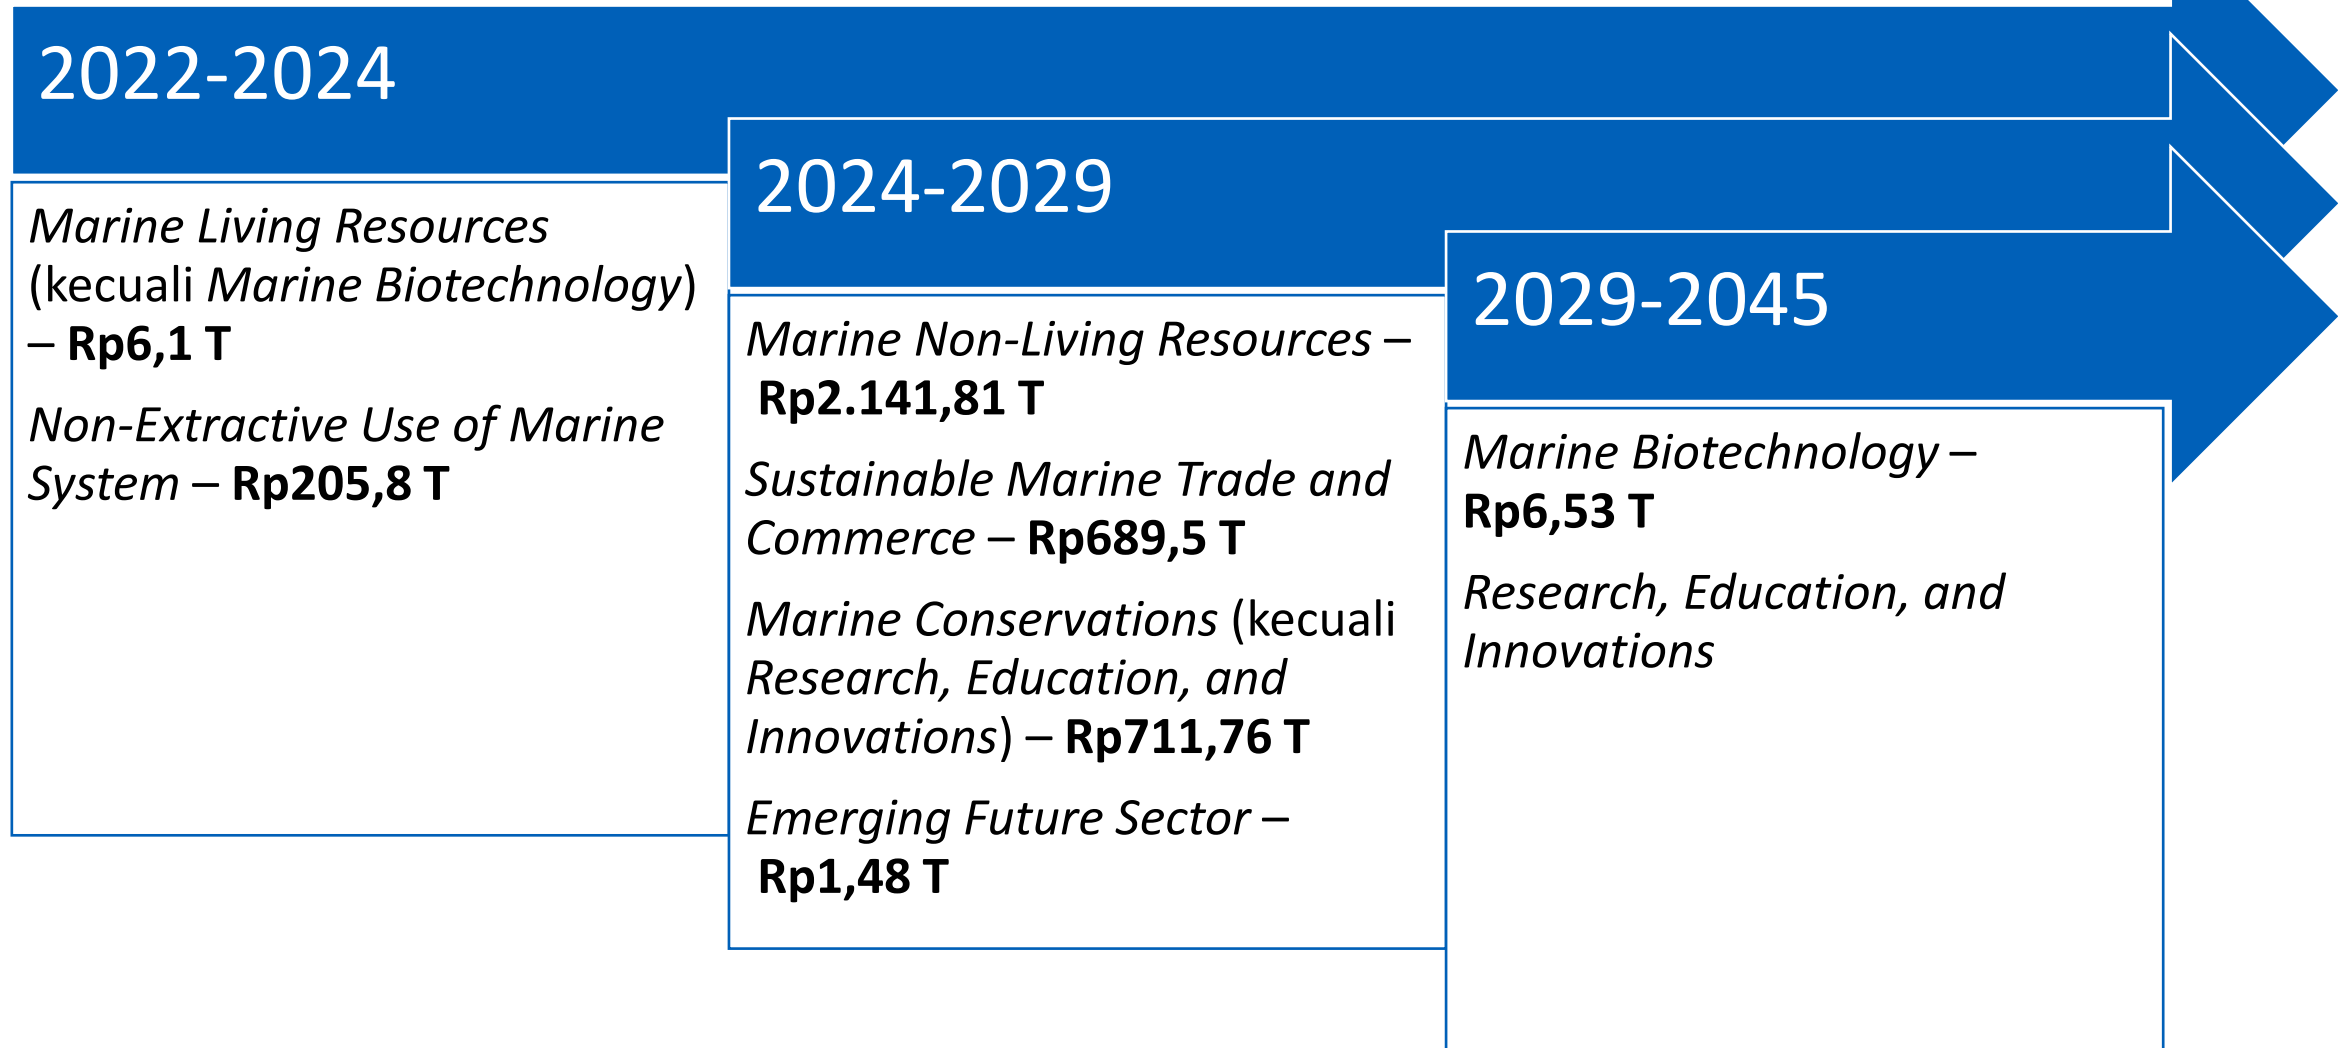 2022-2024
Marine Living Resources
(kecuali Marine Biotechnology)
– Rp6,1 T
Non-Extractive Use of Marine
System – Rp205,8 T
2024-2029
Marine Non-Living Resources –
Rp2.141,81 T
Sustainable Marine Trade and
Commerce – Rp689,5 T
Marine Conservations (kecuali
Research, Education, and
Innovations) – Rp711,76 T
Emerging Future Sector –
Rp1,48 T
2029-2045
Marine Biotechnology –
Rp6,53 T
Research, Education, and
Innovations